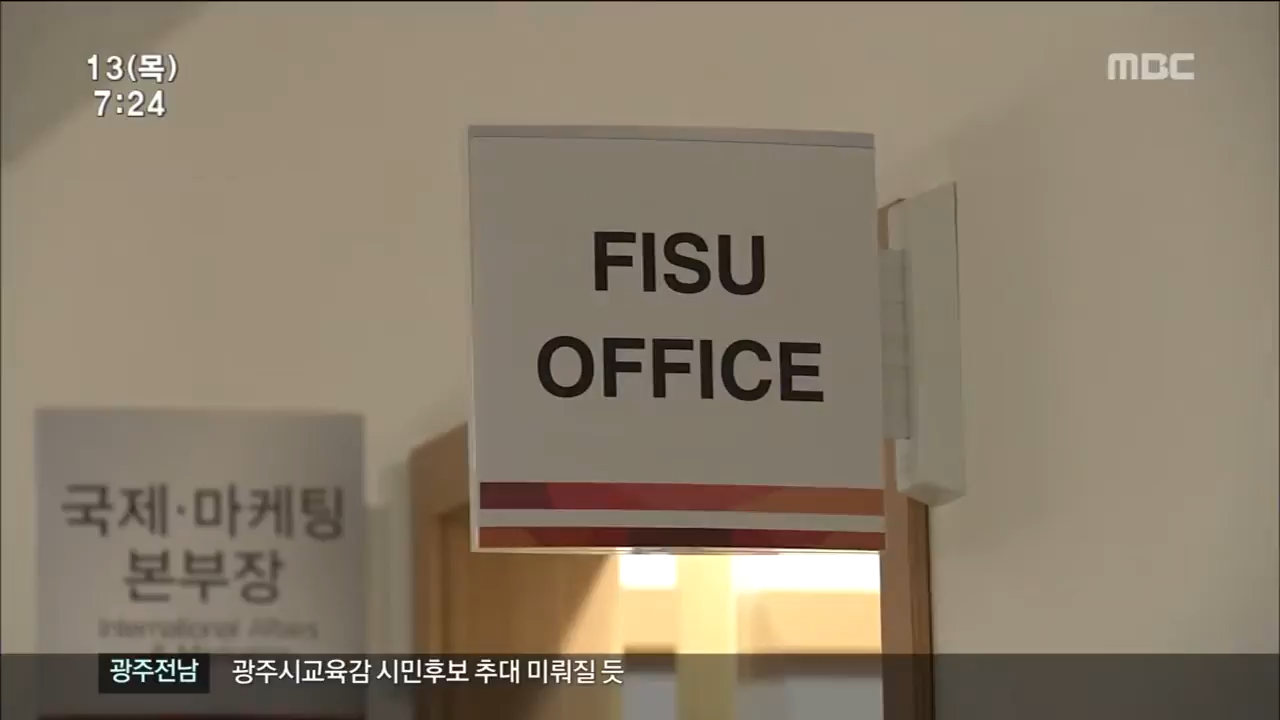 13(목)
7:24
MBC
FISU
OFFICE
국제·마케팅
본부장
International Affairs
광주전남 광주시교육감 시민후보 추대 미뤄질 듯